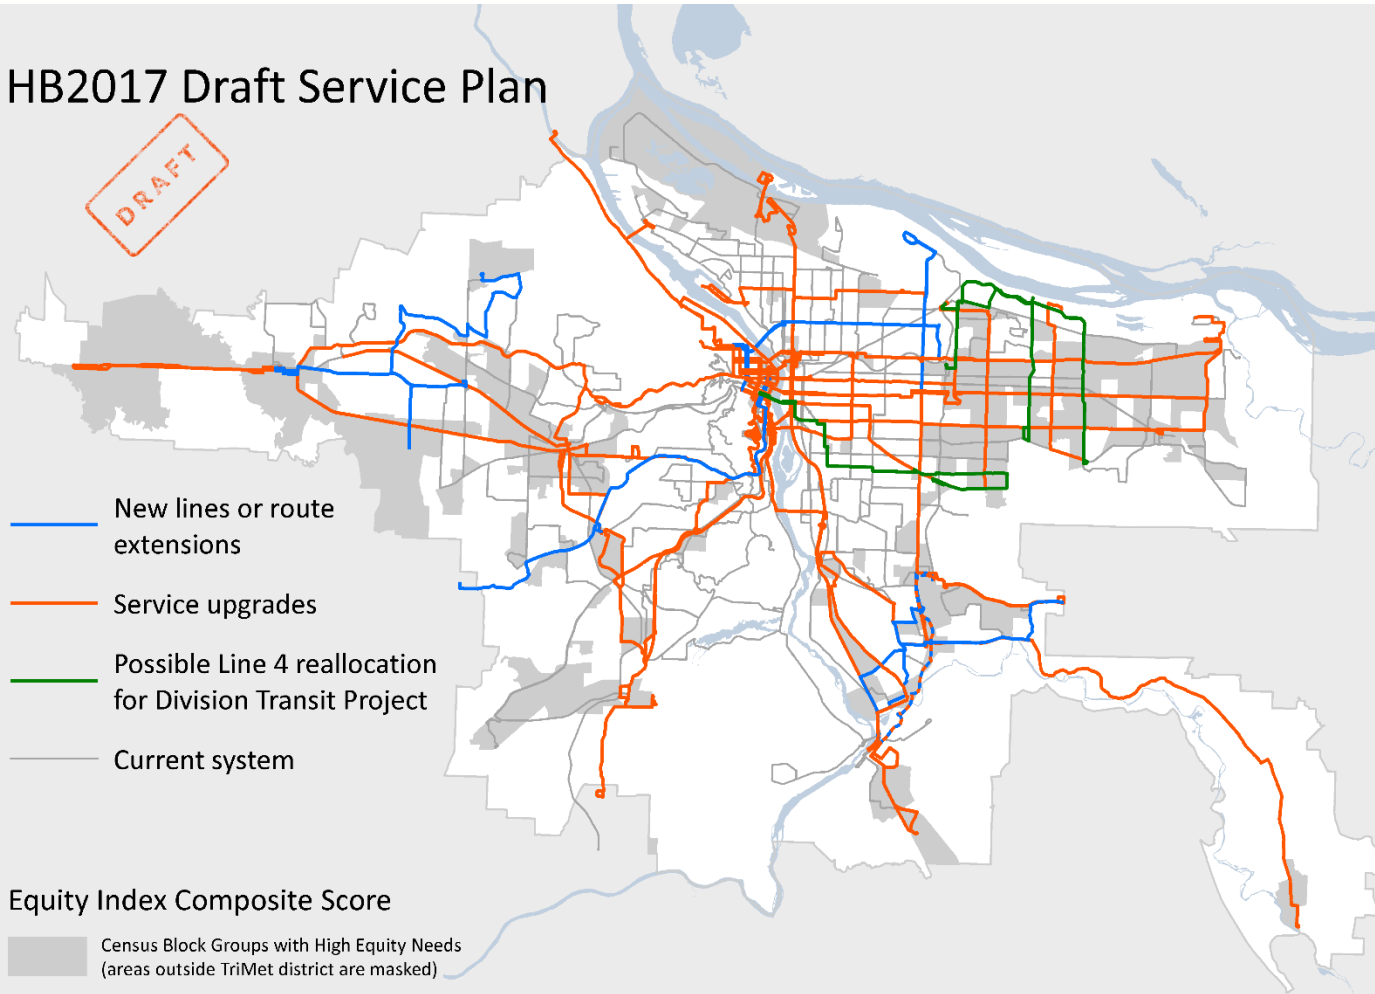 HB2017 Draft Service Plan
DRAFT
New lines or route
extensions
Service upgrades
Possible Line 4 reallocation
for Division Transit Project
Current system
Equity Index Composite Score
Census Block Groups with High Equity Needs
(areas outside TriMet district are masked)